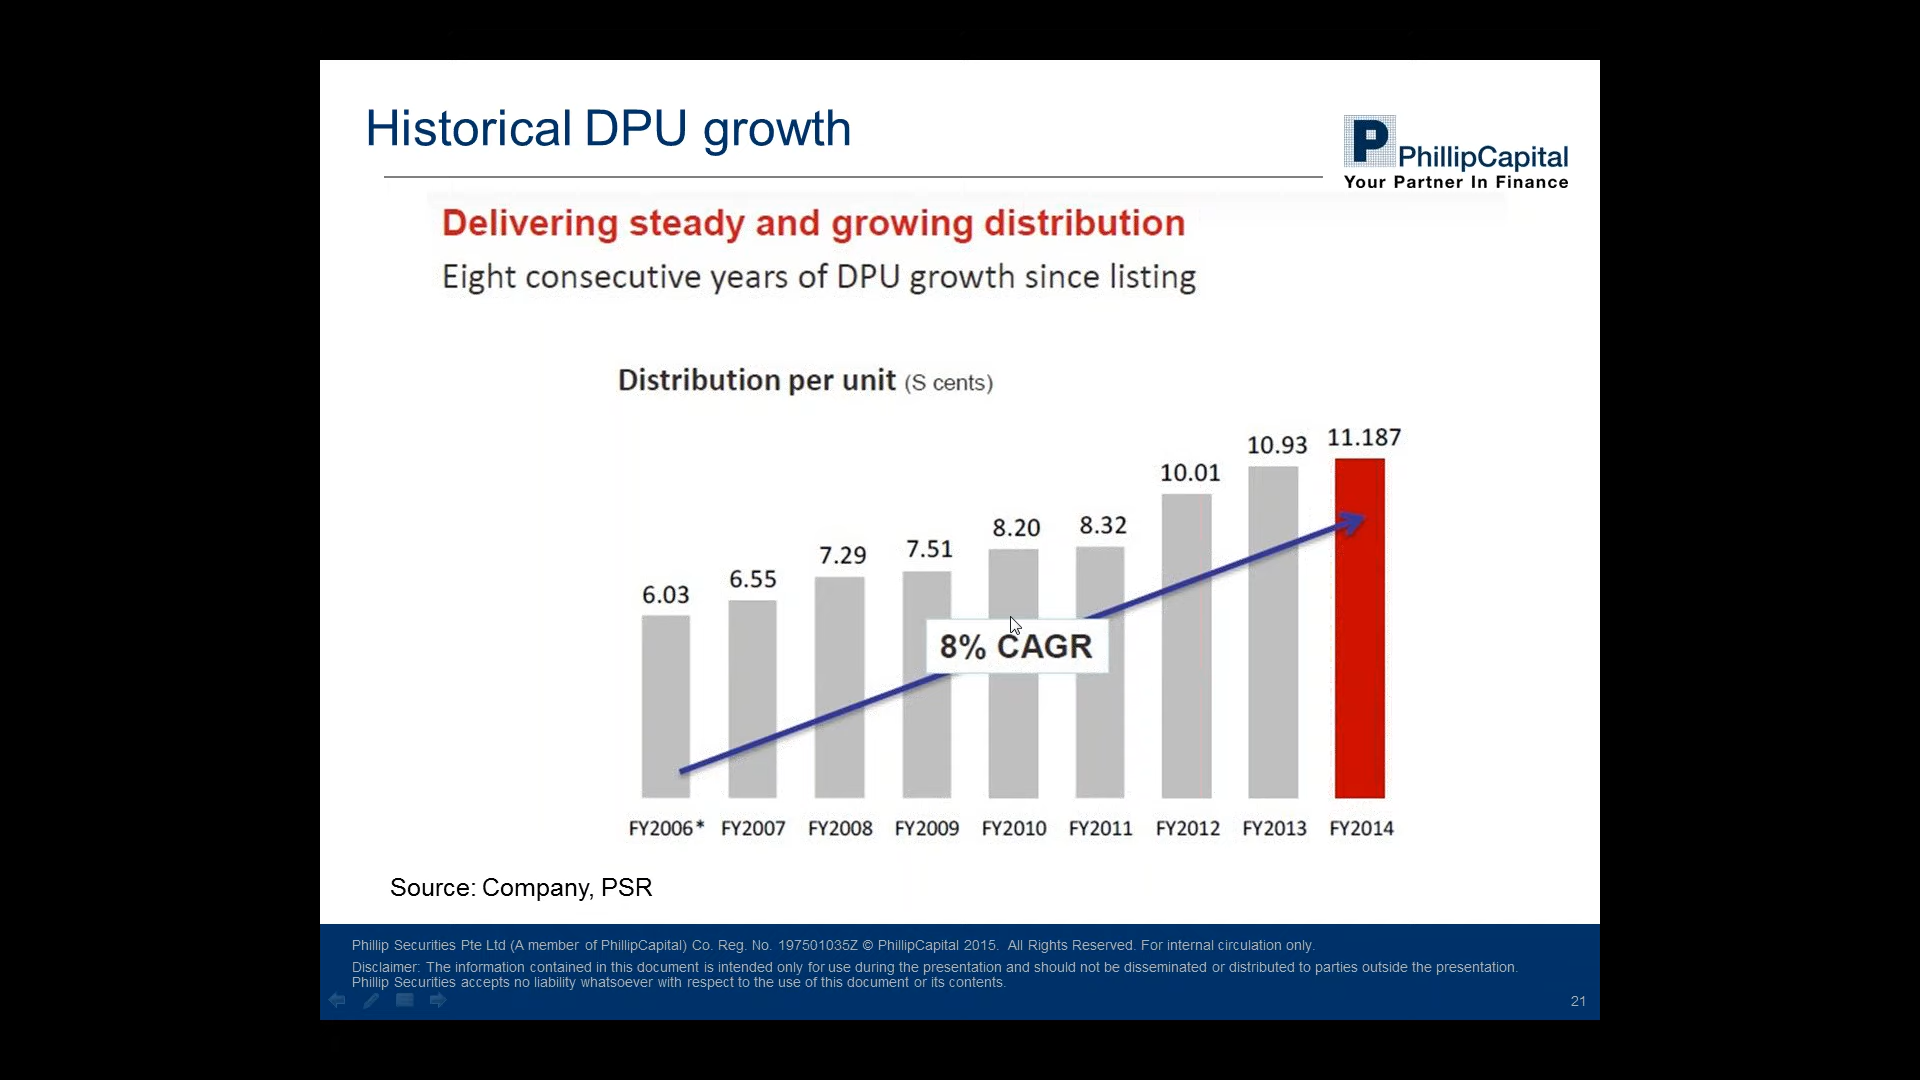 Historical DPU growth
P
PhillipCapital
Your Partner In Finance
Delivering steady and growing distribution
Eight consecutive years of DPU growth since listing
Distribution per unit (S cents)
6.03
6.55
7.29
7.51
8.20
8.32
10.01
10.93
11.187
8% CAGR
FY2006* FY2007 FY2008 FY2009 FY2010 FY2011 FY2012 FY2013 FY2014
Source: Company, PSR
Phillip Securities Pte Ltd (A member of PhillipCapital) Co. Reg. No. 197501035Z © PhillipCapital 2015. All Rights Reserved. For internal circulation only.
Disclaimer: The information contained in this document is intended only for use during the presentation and should not be disseminated or distributed to parties outside the presentation.
Phillip Securities accepts no liability whatsoever with respect to the use of this document or its contents.
21